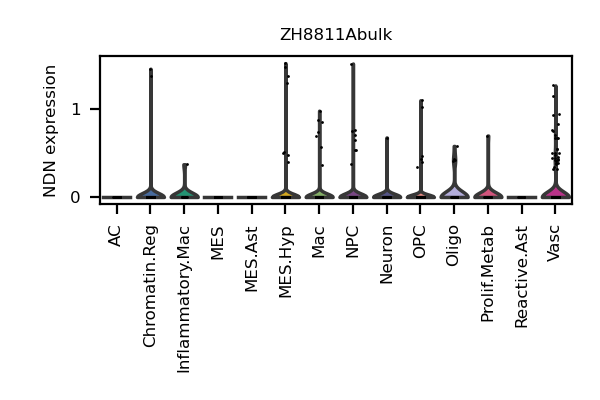 ZH8811Abulk
NDN expression
1
0
AC
Chromatin.Reg
Inflammatory.Mac
MES
MES.Ast
MES.Hyp
Mac
NPC
Neuron
OPC
Oligo
Prolif.Metab
Reactive.Ast
Vasc